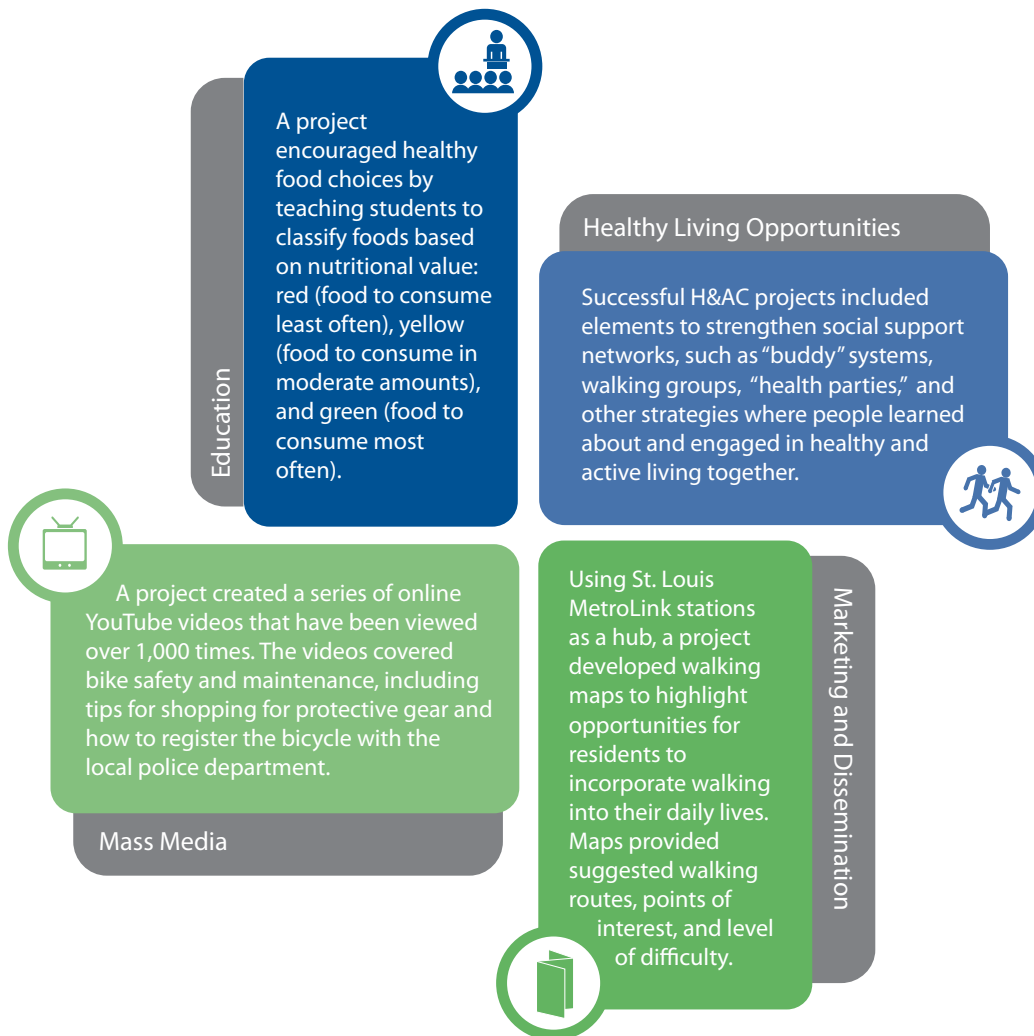 Education
A project
encouraged healthy
food choices by
teaching students to
classify foods based
on nutritional value:
red (food to consume
least often), yellow
(food to consume in
moderate amounts),
and green (food to
consume most
often).
Healthy Living Opportunities
Successful H&AC projects included
elements to strengthen social support
networks, such as “buddy” systems,
walking groups, “health parties,” and
other strategies where people learned
about and engaged in healthy and
active living together.
A project created a series of online
YouTube videos that have been viewed
over 1,000 times. The videos covered
bike safety and maintenance, including
tips for shopping for protective gear and
how to register the bicycle with the
local police department.
Mass Media
Using St. Louis
MetroLink stations
as a hub, a project
developed walking
maps to highlight
opportunities for
residents to
incorporate walking
into their daily lives.
Maps provided
suggested walking
routes, points of
interest, and level
of difficulty.
Marketing and Dissemination